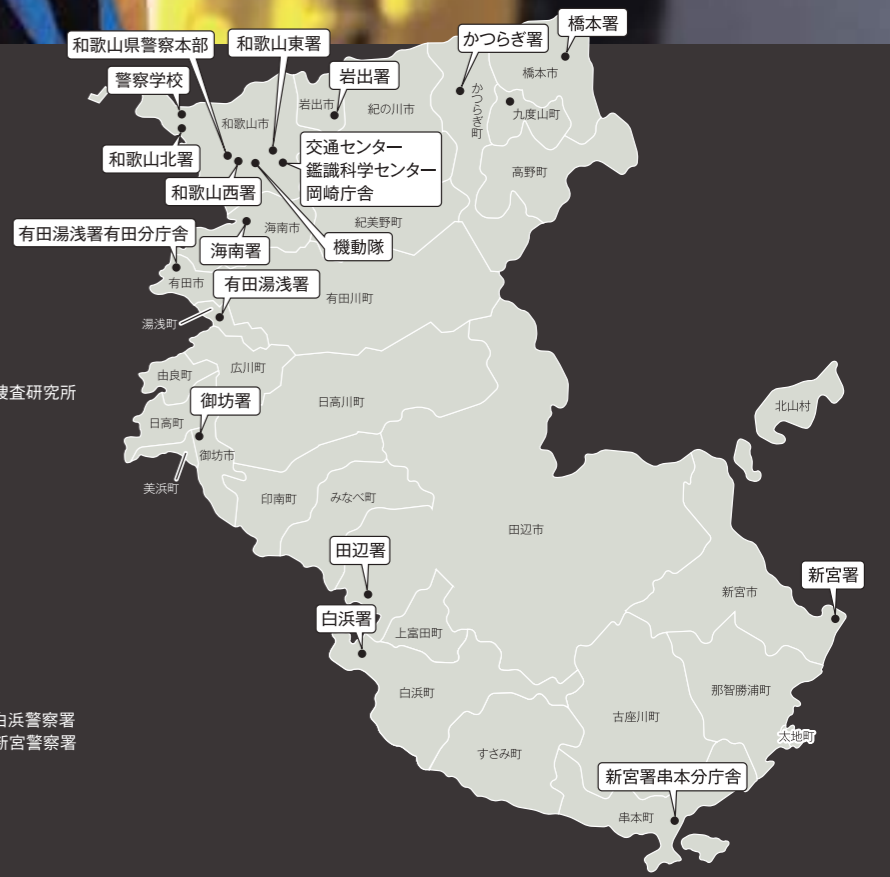 橋本署
かつらぎ署
和歌山県警察本部
和歌山東署
岩出署
警察学校
橋本市
岩出市
紀の川市
かつらぎ町
九度山町
和歌山市
交通センター
鑑識科学センター
岡崎庁舎
和歌山北署
高野町
和歌山西署
紀美野町
海南市
有田湯浅署有田分庁舎
海南署
機動隊
有田市
有田湯浅署
有田川町
湯浅町
広川町
由良町
捜査研究所
御坊署
日高川町
北山村
日高町
御坊市
美浜町
印南町
みなべ町
田辺市
田辺署
新宮署
新宮市
白浜署
上富田町
白浜町
那智勝浦町
古座川町
白浜警察署
新宮警察署
太地町
すさみ町
新宮署串本分庁舎
串本町